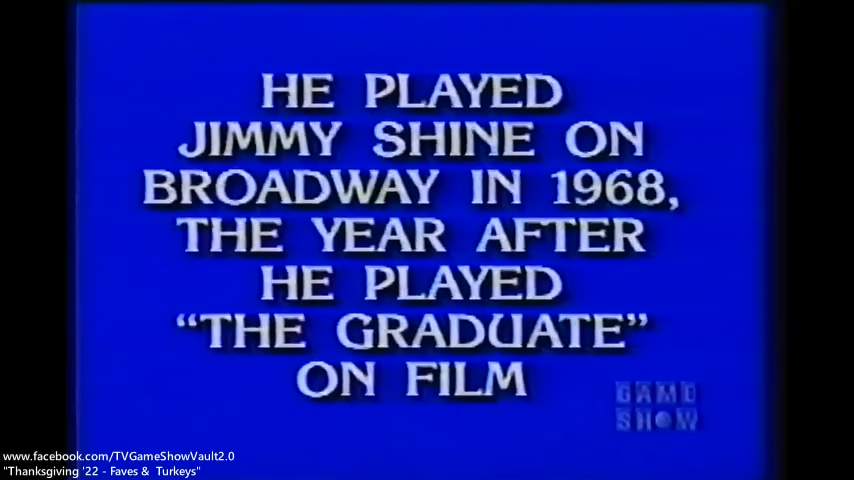 HE PLAYED
JIMMY SHINE ON
BROADWAY IN 1968,
THE YEAR AFTER
HE PLAYED
“THE GRADUATE”
ON FILM
GAME
SHOW
www.facebook.com/TVGameShowVault2.0
"Thanksgiving '22 - Faves & Turkeys"